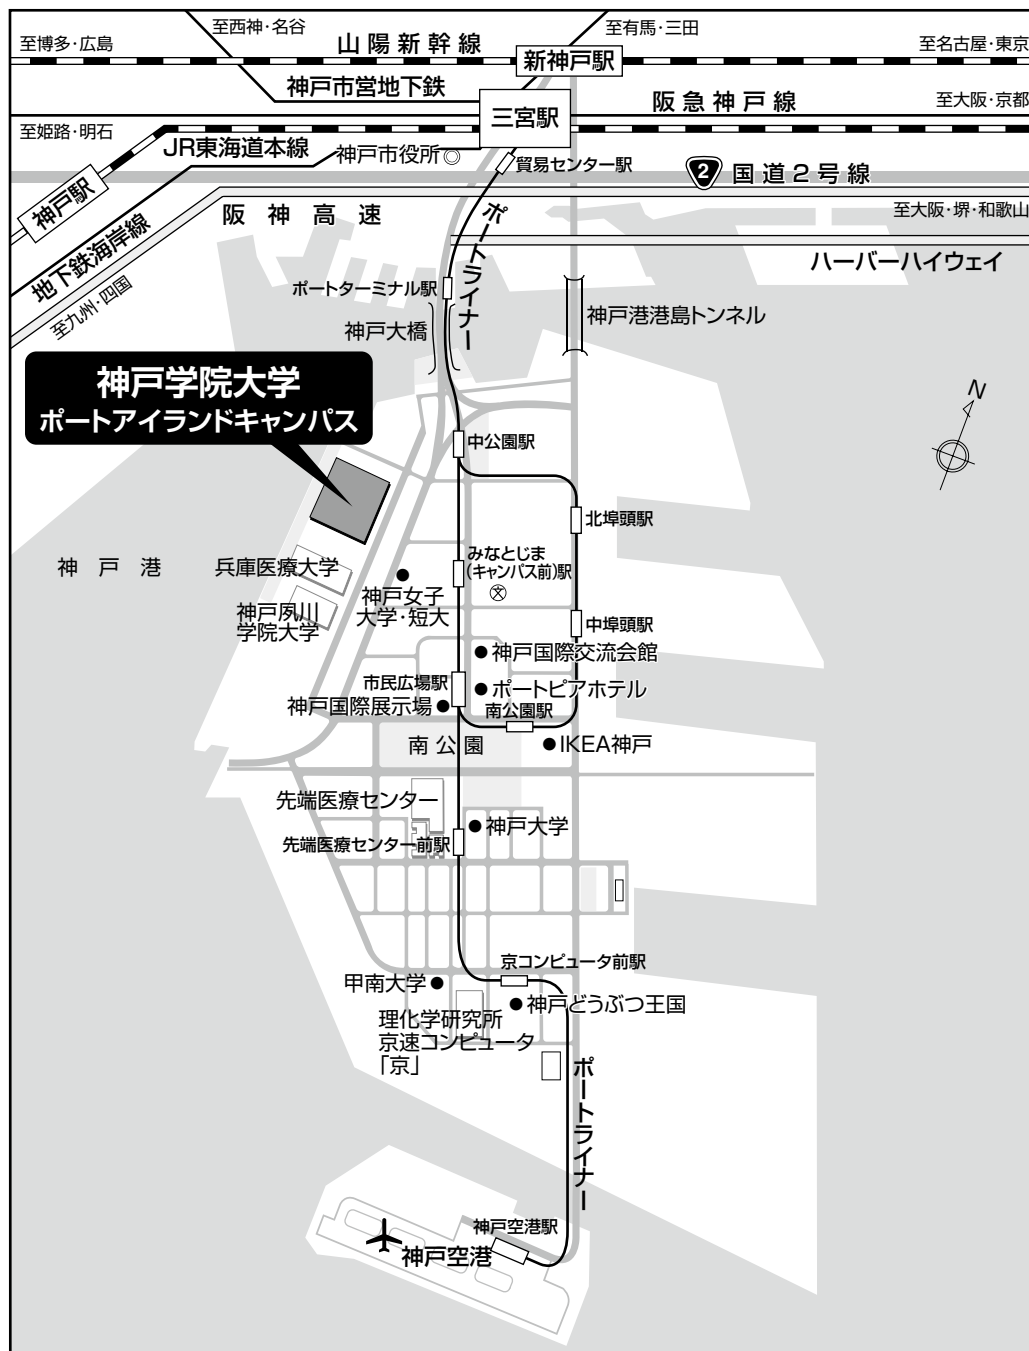 至西神・名谷
至有馬・三田
至博多・広島
山陽新幹線
新神戸駅
至名古屋・東京
神戸市営地下鉄
三宮駅
阪急神戸線
至大阪・京都
至姫路・明石
JR東海道本線
神戸市役所
貿易センター駅
2
国道2号線
神戸駅
阪神高速
至大阪・堺・和歌山
地下鉄海岸線
ポートライナー
ハーバーハイウェイ
至九州・四国
ポートターミナル駅
神戸大橋
神戸港港島トンネル
神戸学院大学
ポートアイランドキャンパス
N
中公園駅
北埠頭駅
神戸港
兵庫医療大学
みなとじま
(キャンパス前)駅
文
神戸女子
大学・短大
神戸夙川
学院大学
中埠頭駅
神戸国際交流会館
市民広場駅
ポートピアホテル
神戸国際展示場
南公園駅
南公園
IKEA神戸
先端医療センター
神戸大学
先端医療センター前駅
京コンピュータ前駅
甲南大学
神戸どうぶつ王国
理化学研究所
京速コンピュータ
「京」
ポートライナー
神戸空港駅
神戸空港